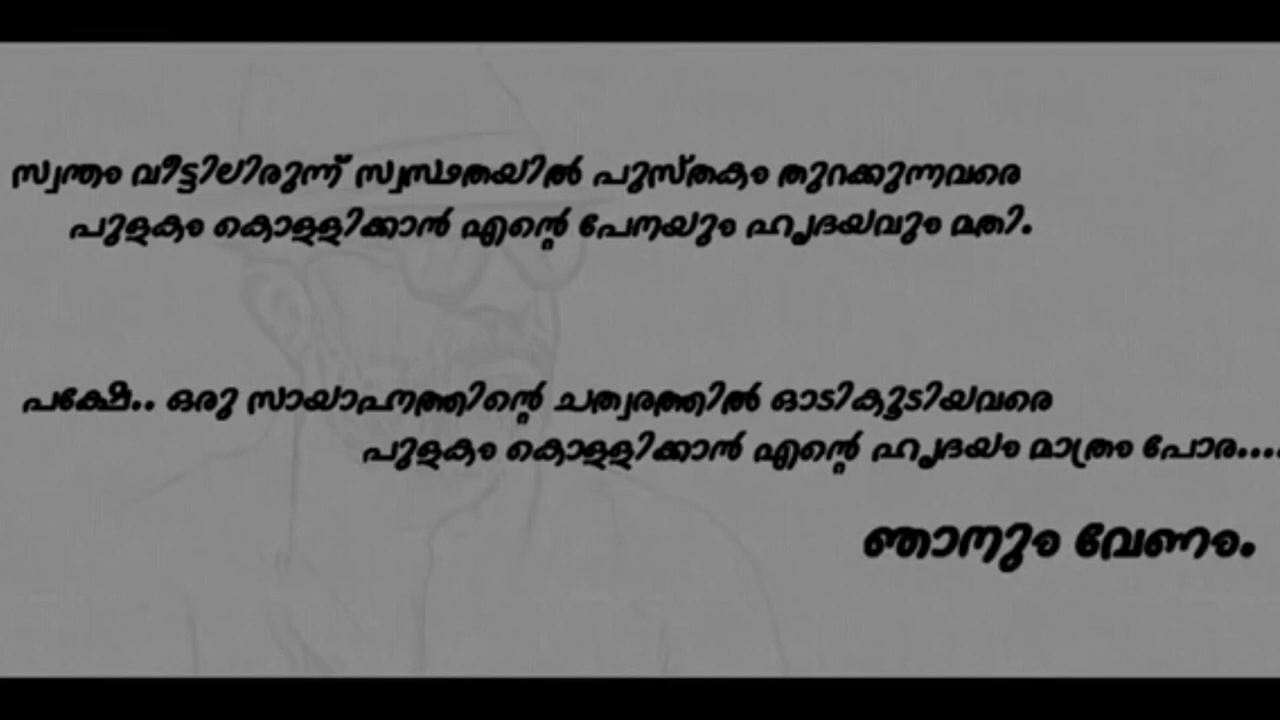 സ്വന്തം വീട്ടിലിരുന്ന് സ്വസ്ഥതയിൽ പുസ്തകം തുറക്കുന്നവരെ
പുളകം കൊള്ളിക്കാൻ എന്റെ പേനയും ഹൃദയവും മതി.
പക്ഷേ.. ഒരു സായാഹ്നത്തിന്റെ ചത്വരത്തിൽ ഓടികൂടിയവരെ
പുളകം കൊള്ളിക്കാൻ എന്റെ ഹൃദയം മാത്രം പോര....
ഞാനും വേണം.